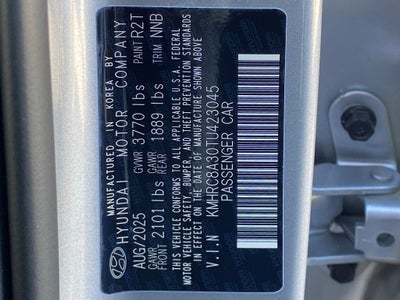 MANUFACTURED IN KOREA BY
HYUNDAI MOTOR COMPANY
AUG/2025 GVWR 3770 lbs PAINT R2T
GAWR FRONT 2101 lbs GAWR REAR 1889 lbs TRIM NNB
THIS VEHICLE CONFORMS TO ALL APPLICABLE U.S.A. FEDERAL
MOTOR VEHICLE SAFETY, BUMPER, AND THEFT PREVENTION STANDARDS
IN EFFECT ON THE DATE OF MANUFACTURE SHOWN ABOVE
V.I.N KMHRC8A30TU423045
PASSENGER CAR